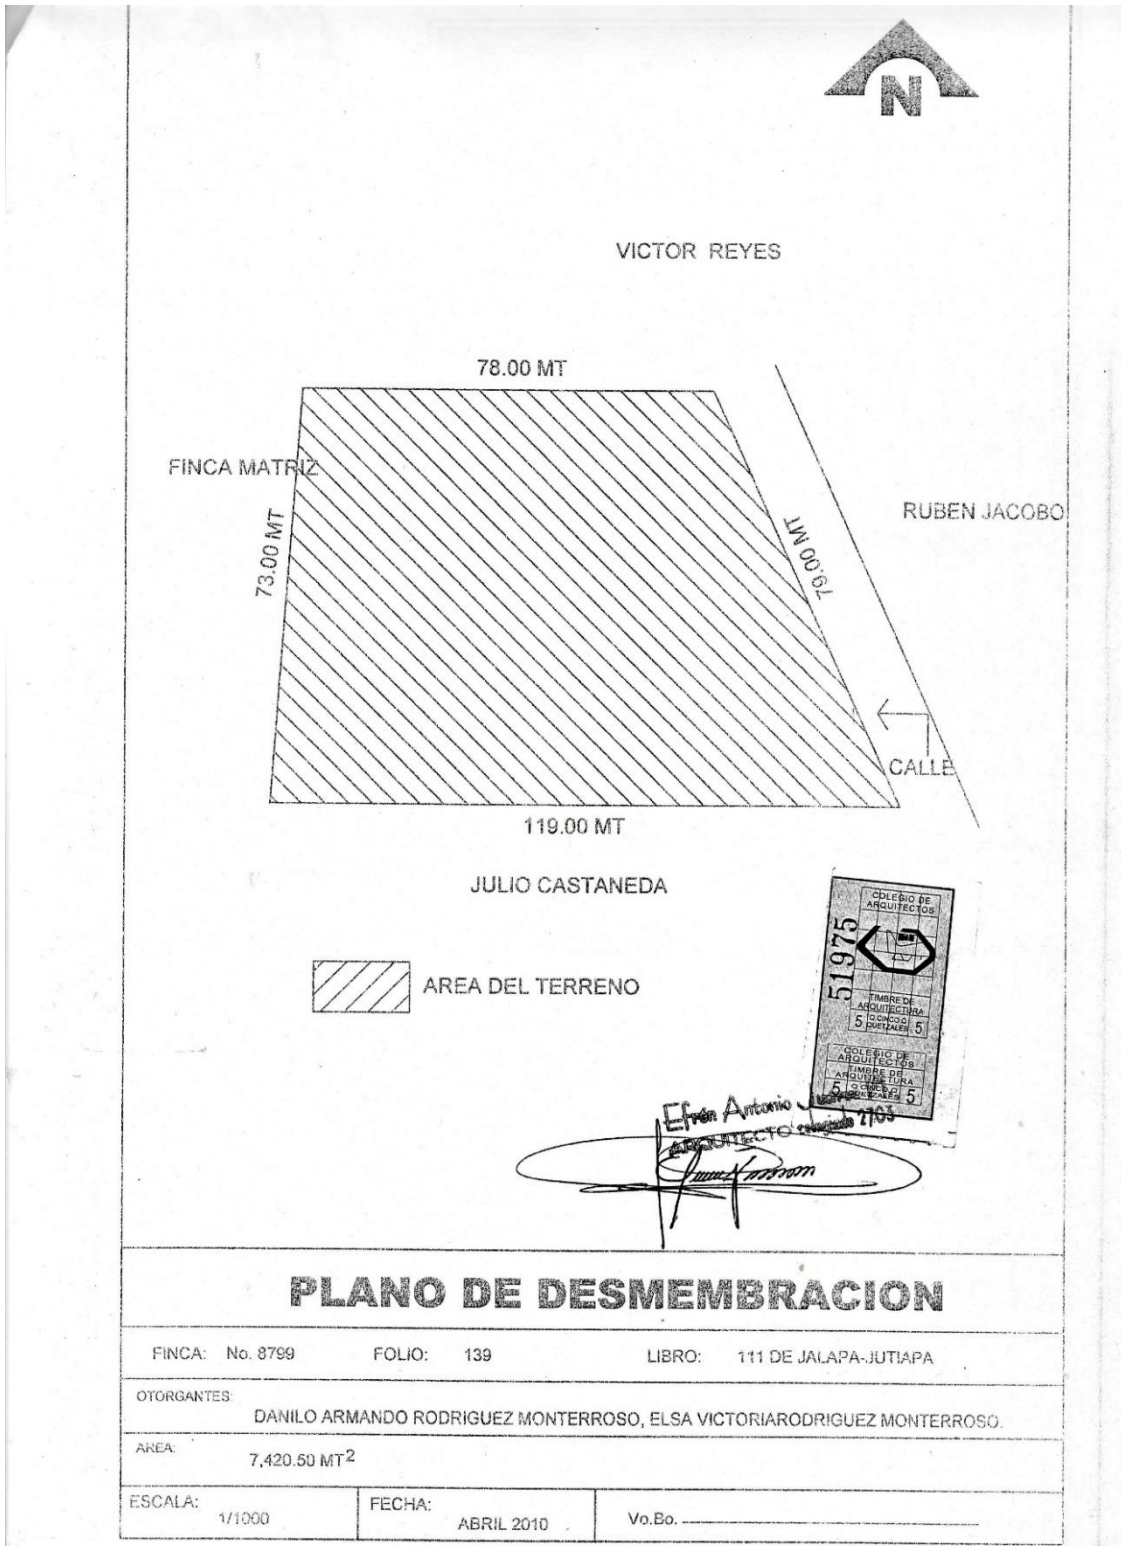 N
VICTOR REYES
78.00 MT
FINCA MATRIZ
RUBEN JACOBO
73.00 MT
79.00 MT
CALLE
119.00 MT
JULIO CASTANEDA
AREA DEL TERRENO
COLEGIO DE
ARQUITECTOS
51975
TIMBRE DE
ARQUITECTURA
5 Q CINCO Q 5
QUETZALES
COLEGIO DE
ARQUITECTOS
TIMBRE DE
ARQUITECTURA
5 Q CINCO Q 5
QUETZALES
Efrén Antonio
ARQUITECTO colegiado 2703
PLANO DE DESMEMBRACION
FINCA: No. 8799 FOLIO: 139 LIBRO: 111 DE JALAPA-JUTIAPA
OTORGANTES:
DANILO ARMANDO RODRIGUEZ MONTERROSO, ELSA VICTORIARODRIGUEZ MONTERROSO.
AREA:
7,420.50 MT2
ESCALA:
1/1000
FECHA:
ABRIL 2010
Vo.Bo.